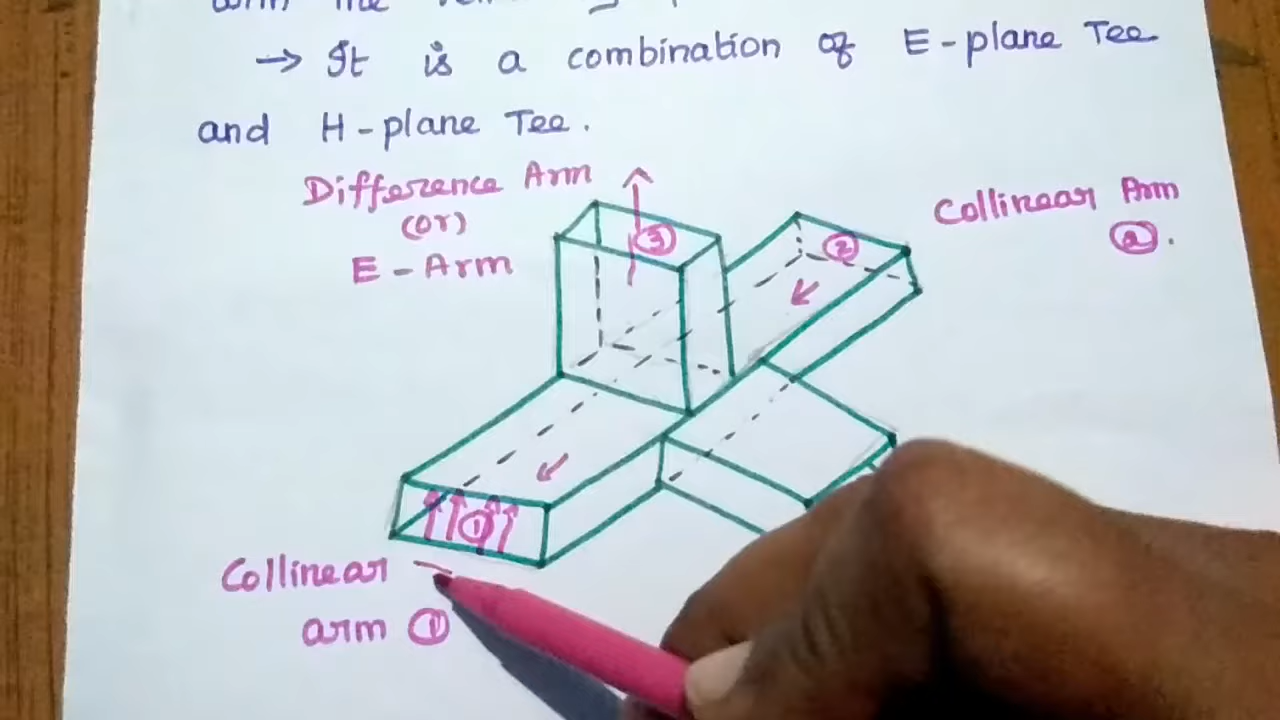 → It is a combination of E-plane Tee
and H-plane Tee.
Difference Arm
(or)
E-Arm
Collinear Arm
②.
③
②
①
Collinear
arm ①